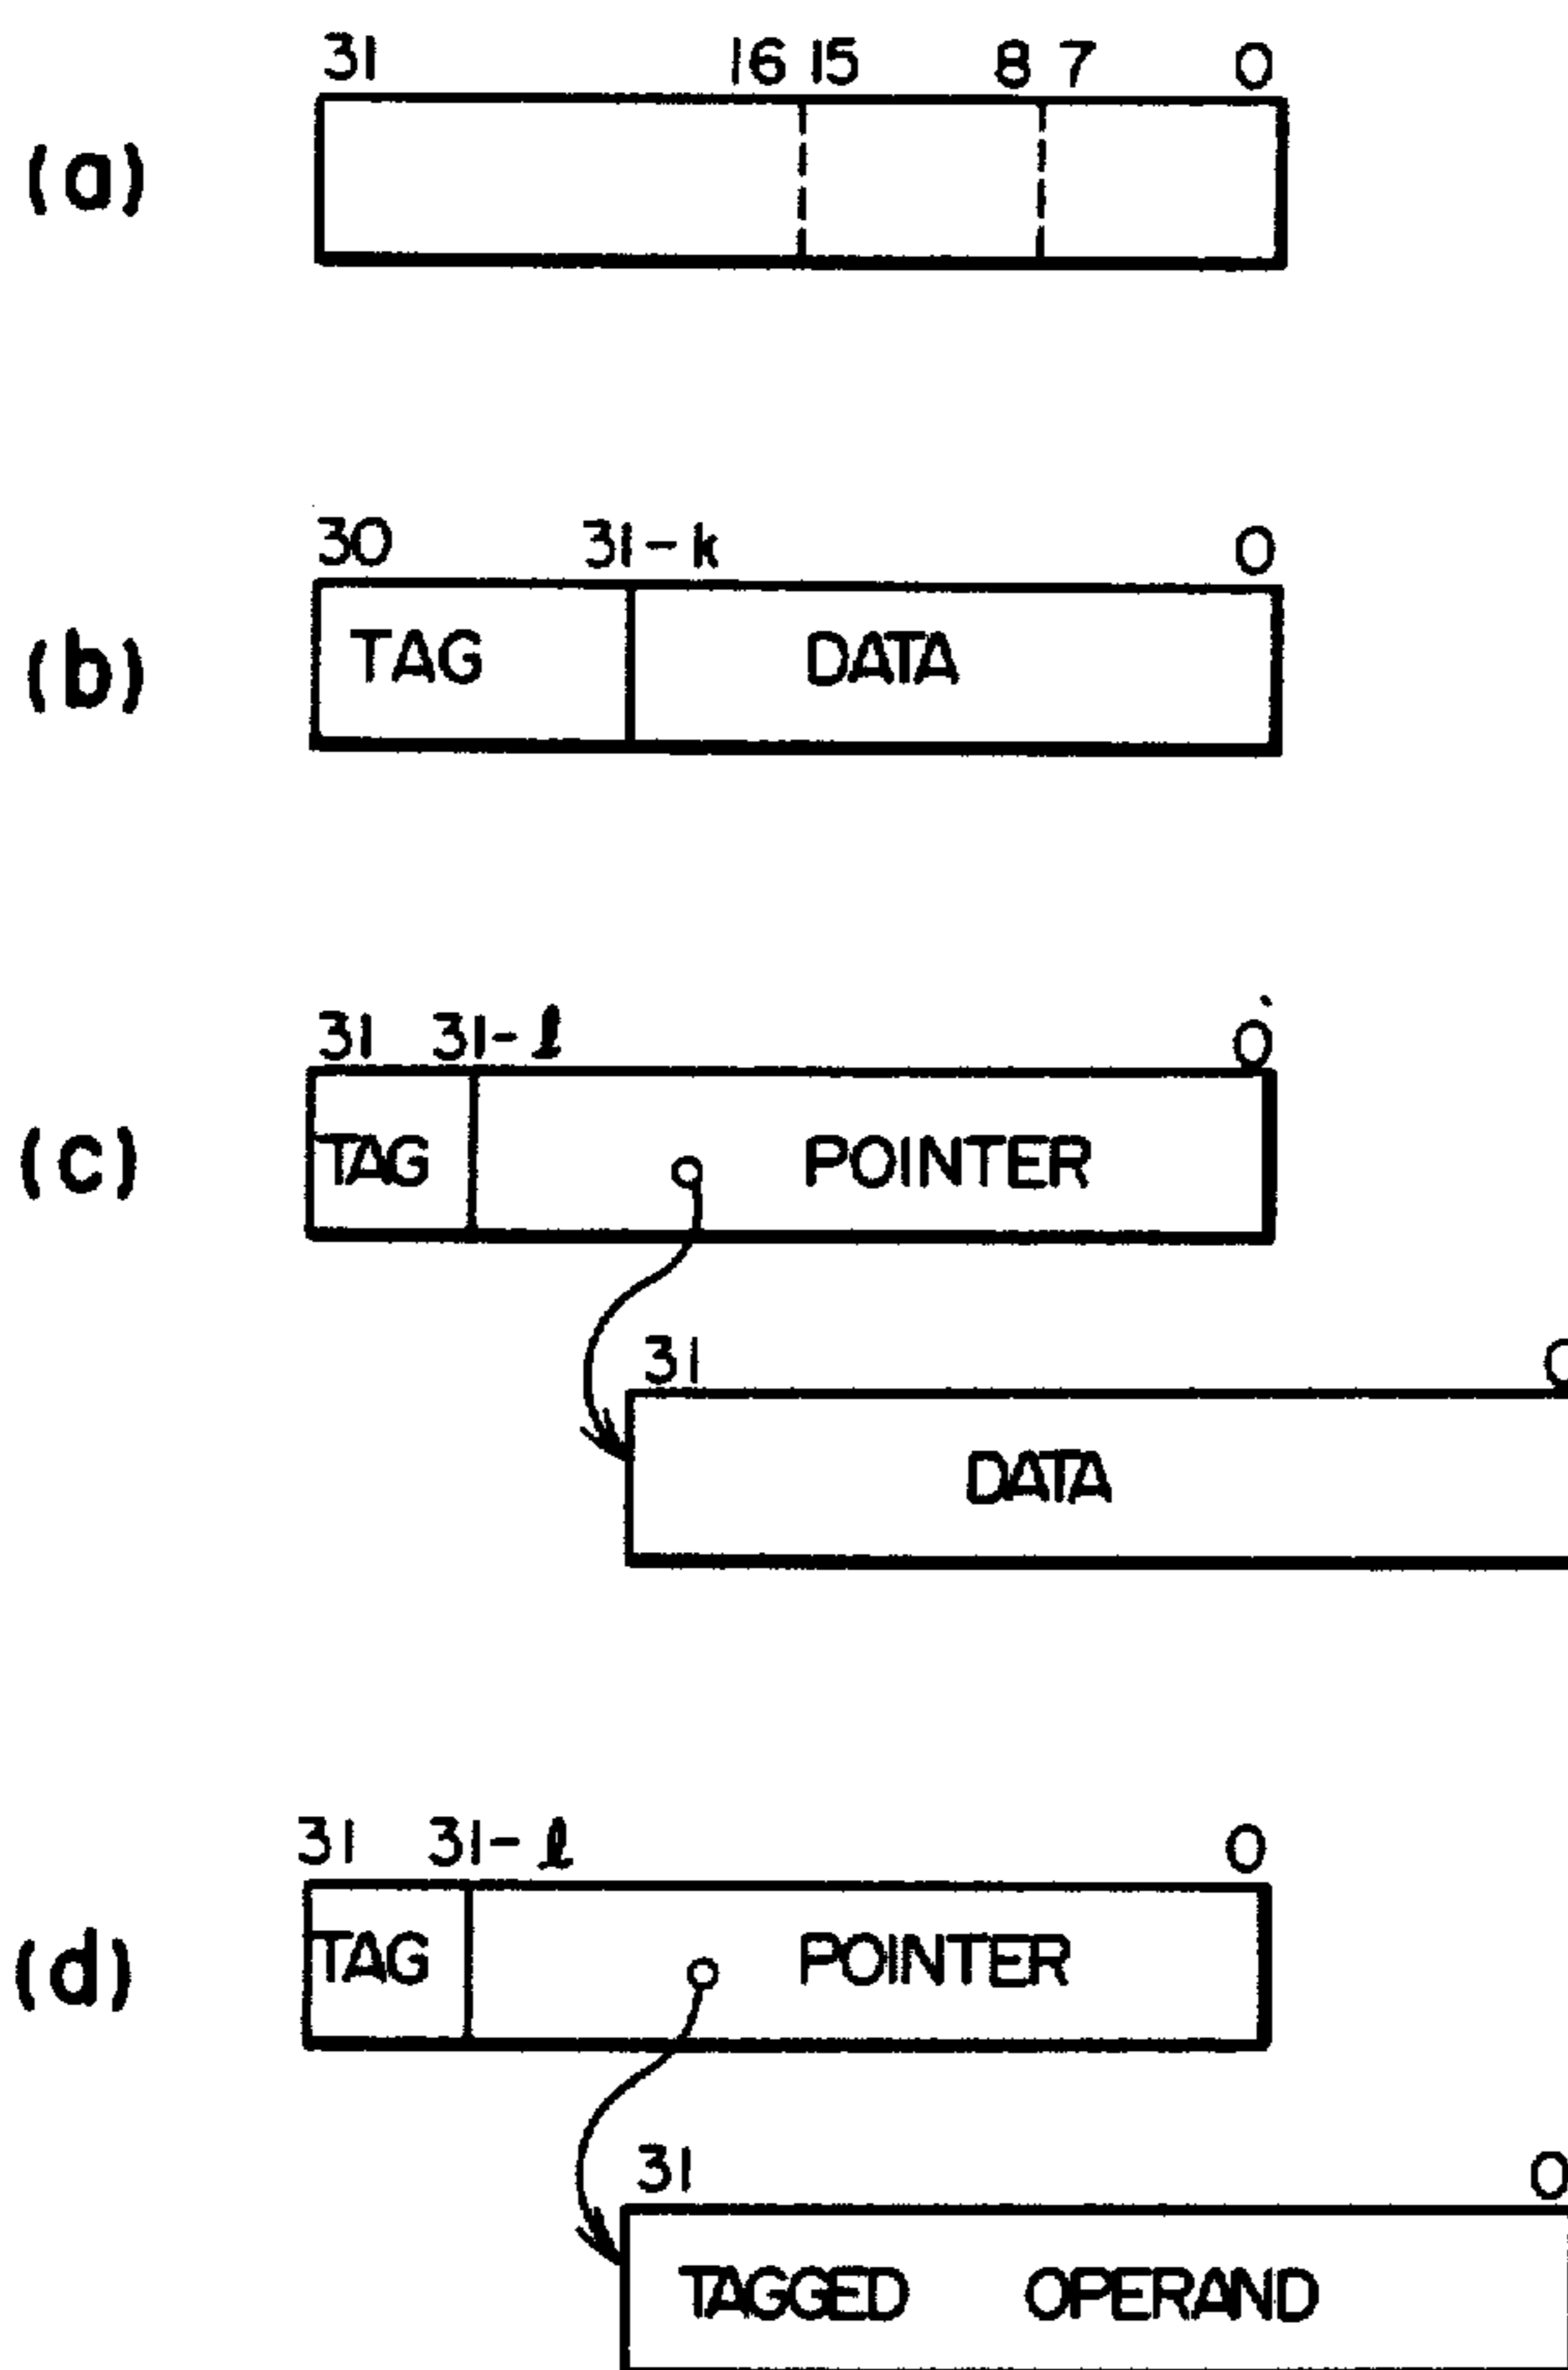 31 16 15 8 7 0
(a)
30 31-k 0
(b) TAG DATA
31 31-l 0
(c) TAG POINTER
31 0
DATA
31 31-l 0
(d) TAG POINTER
31 0
TAGGED OPERAND